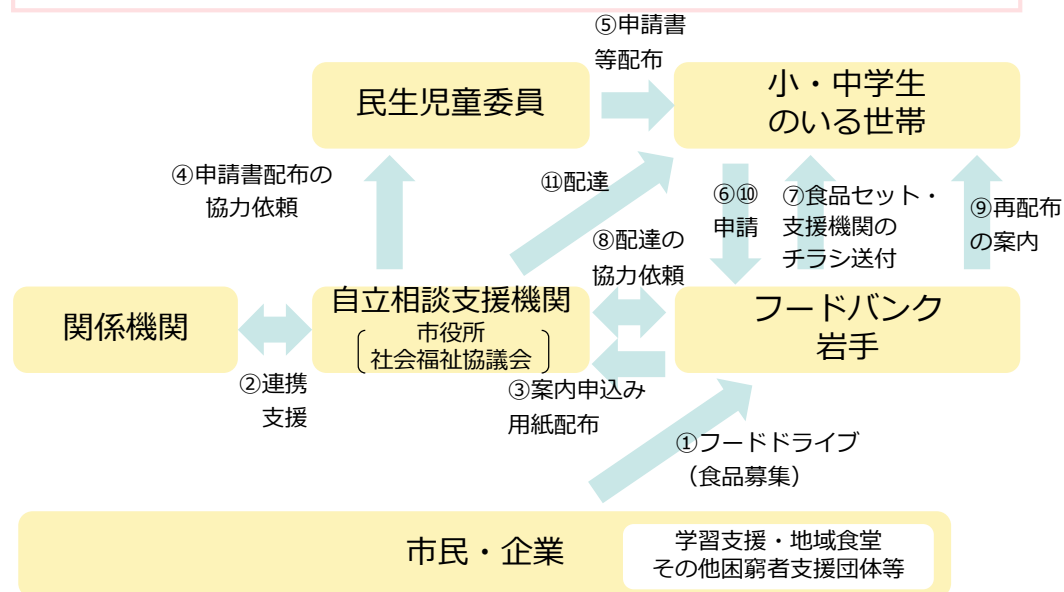 ⑤申請書
等配布
民生児童委員
小・中学生
のいる世帯
④申請書配布の
協力依頼
⑪配達
⑥⑩
申請
⑦食品セット・
支援機関の
チラシ送付
⑨再配布
の案内
⑧配達の
協力依頼
関係機関
自立相談支援機関
市役所
社会福祉協議会
フードバンク
岩手
②連携
支援
③案内申込み
用紙配布
①フードドライブ
(食品募集)
市民・企業
学習支援・地域食堂
その他困窮者支援団体等